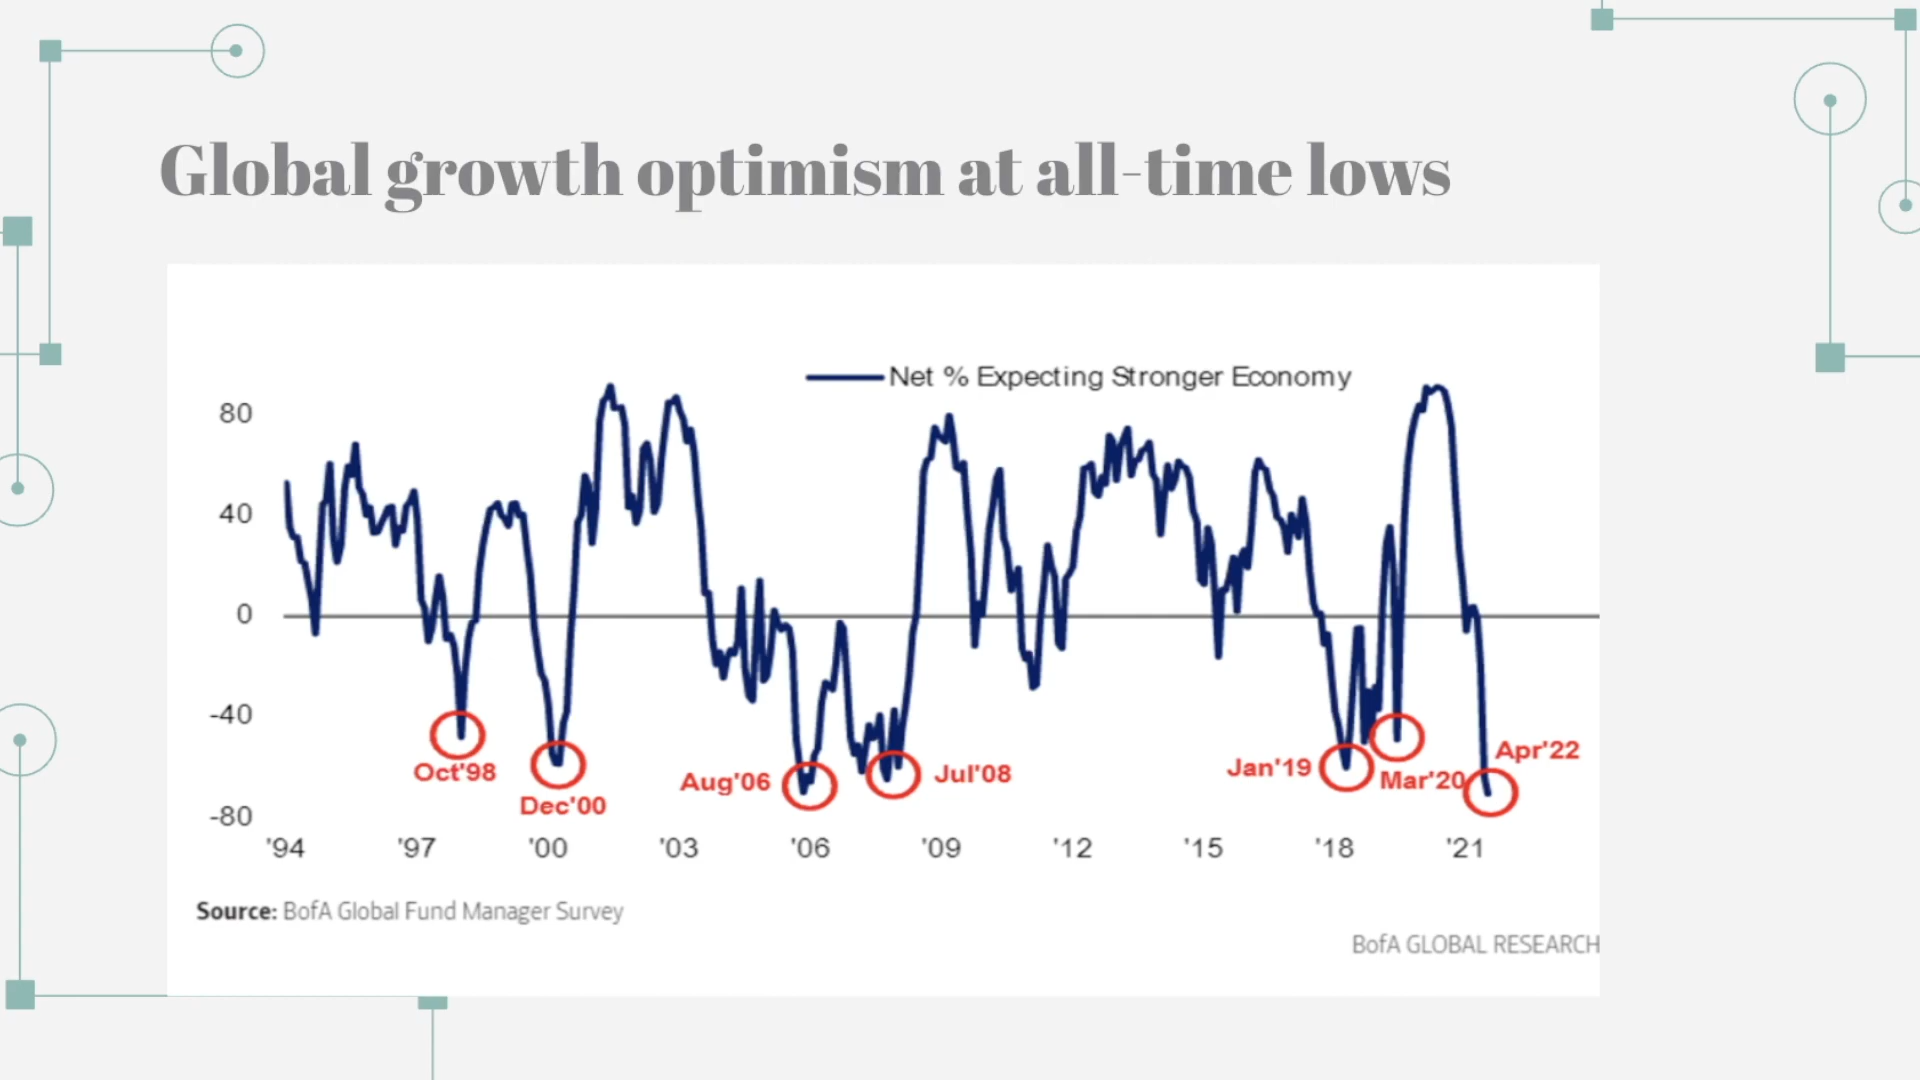 Global growth optimism at all-time lows
Net % Expecting Stronger Economy
80
40
0
-40
-80
Oct'98
Dec'00
Aug'06
Jul'08
Jan'19
Mar'20
Apr'22
'94 '97 '00 '03 '06 '09 '12 '15 '18 '21
Source: BofA Global Fund Manager Survey
BofA GLOBAL RESEARCH